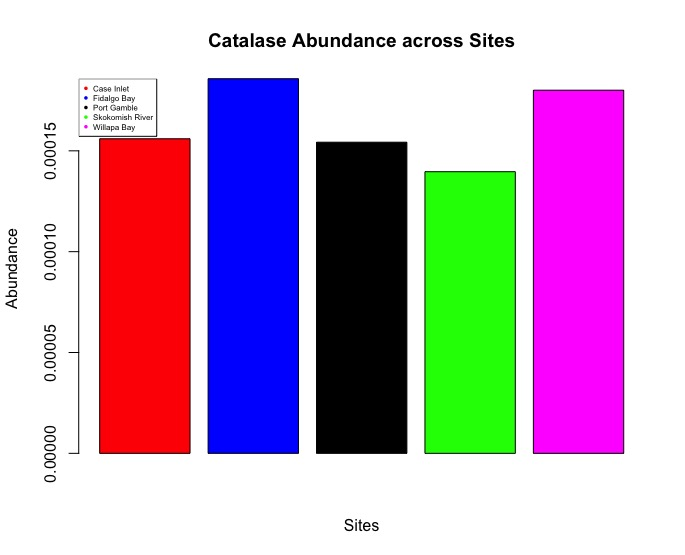 Catalase Abundance across Sites
Case Inlet
Fidalgo Bay
Port Gamble
Skokomish River
Willapa Bay
Abundance
0.00015
0.00010
0.00005
0.00000
Sites